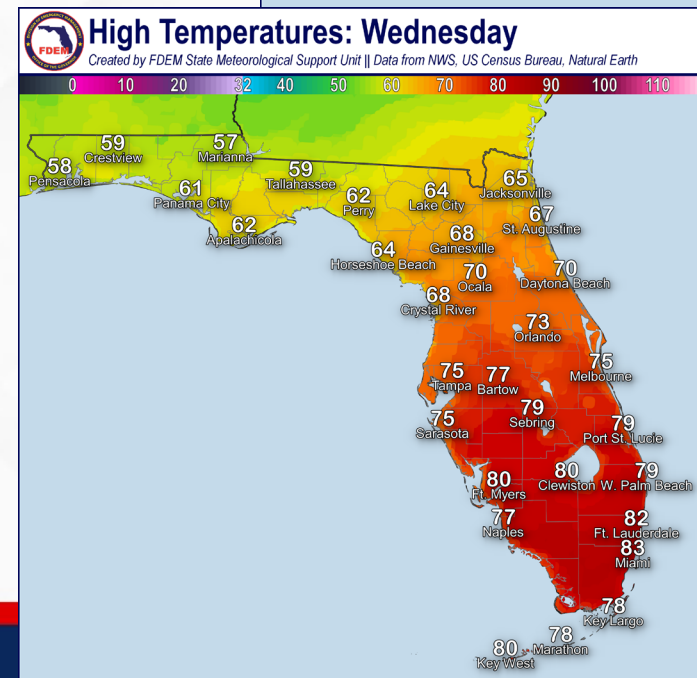 High Temperatures: Wednesday
Created by FDEM State Meteorological Support Unit || Data from NWS, US Census Bureau, Natural Earth
FDEM
0 10 20 32 40 50 60 70 80 90 100 110
59
Crestview
57
Marianna
58
Pensacola
59
Tallahassee
61
Panama City
62
Apalachicola
62
Perry
64
Lake City
65
Jacksonville
67
St. Augustine
68
Gainesville
64
Horseshoe Beach
70
Ocala
70
Daytona Beach
68
Crystal River
73
Orlando
75
Melbourne
75
Tampa
77
Bartow
79
Sebring
75
Sarasota
79
Port St. Lucie
80
Ft. Myers
80
Clewiston
79
W. Palm Beach
77
Naples
82
Ft. Lauderdale
83
Miami
78
Key Largo
78
Marathon
80
Key West